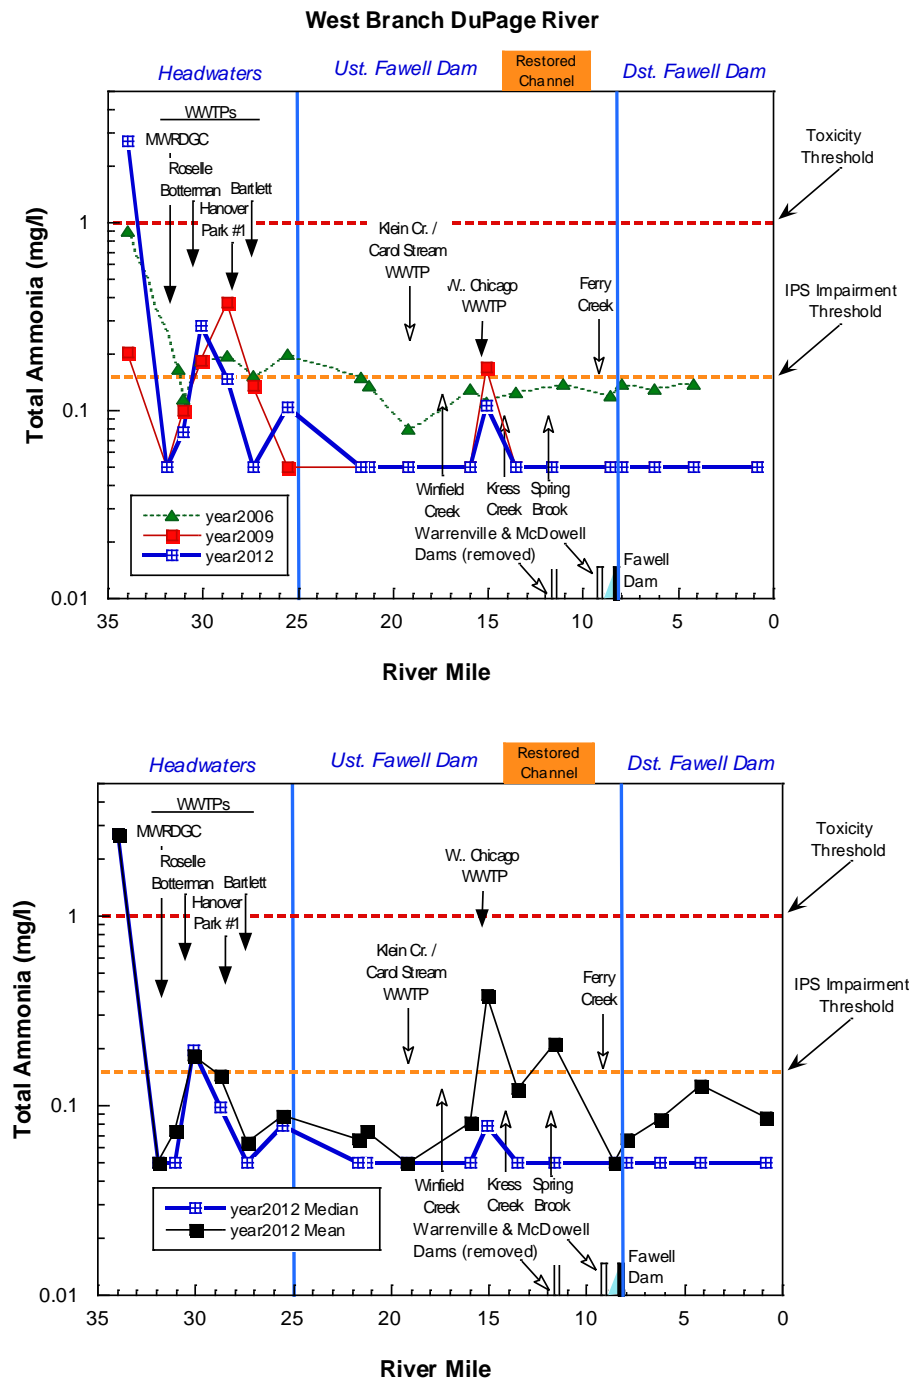 West Branch DuPage River
Headwaters
Ust. Fawell Dam
Restored
Channel
Dst. Fawell Dam
WWTPs
MWRDGC
Roselle
Botterman
Bartlett
Hanover
Park #1
Klein Cr. /
Carol Stream
WWTP
W.. Chicago
WWTP
Ferry
Creek
Toxicity
Threshold
IPS Impairment
Threshold
Total Ammonia (mg/l)
1
0.1
0.01
Winfield
Creek
Kress
Creek
Spring
Brook
Warrenville & McDowell
Dams (removed)
Fawell
Dam
year2006
year2009
year2012
35 30 25 20 15 10 5 0
River Mile
Headwaters
Ust. Fawell Dam
Restored
Channel
Dst. Fawell Dam
WWTPs
MWRDGC
Roselle
Botterman
Bartlett
Hanover
Park #1
W.. Chicago
WWTP
Klein Cr. /
Carol Stream
WWTP
Ferry
Creek
Toxicity
Threshold
IPS Impairment
Threshold
Total Ammonia (mg/l)
1
0.1
0.01
Winfield
Creek
Kress
Creek
Spring
Brook
Warrenville & McDowell
Dams (removed)
Fawell
Dam
year2012 Median
year2012 Mean
35 30 25 20 15 10 5 0
River Mile